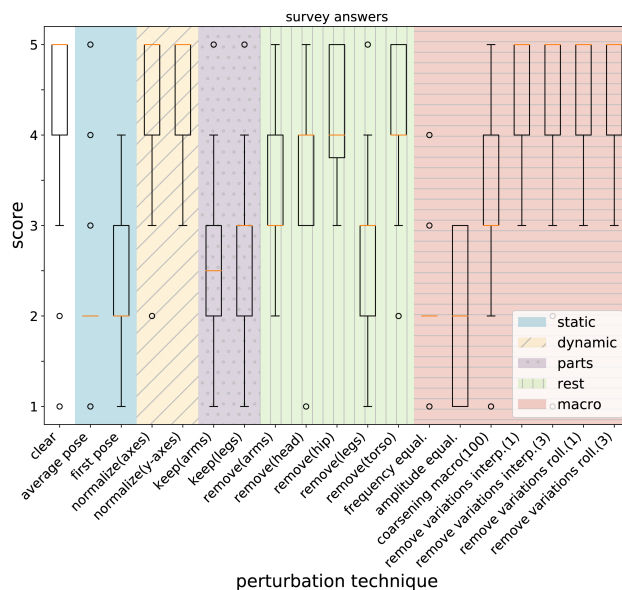 survey answers
score
5
4
3
2
1
static
dynamic
parts
rest
macro
clear
average pose
first pose
normalize(axes)
normalize(y-axes)
keep(arms)
keep(legs)
remove(arms)
remove(head)
remove(hip)
remove(legs)
remove(torso)
frequency equal.
amplitude equal.
coarsening macro(100)
remove variations interp.(1)
remove variations interp.(3)
remove variations roll.(1)
remove variations roll.(3)
perturbation technique